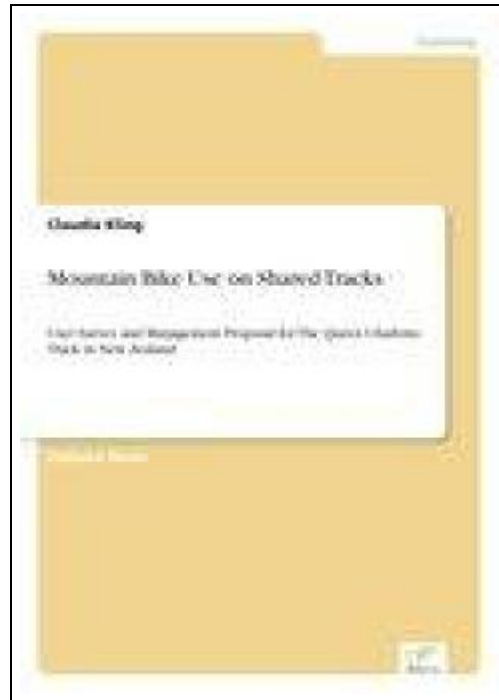 Claudia Kling
Mountain Bike Use on Shared Tracks
User Survey and Management Proposal for the Queen Charlotte
Track in New Zealand